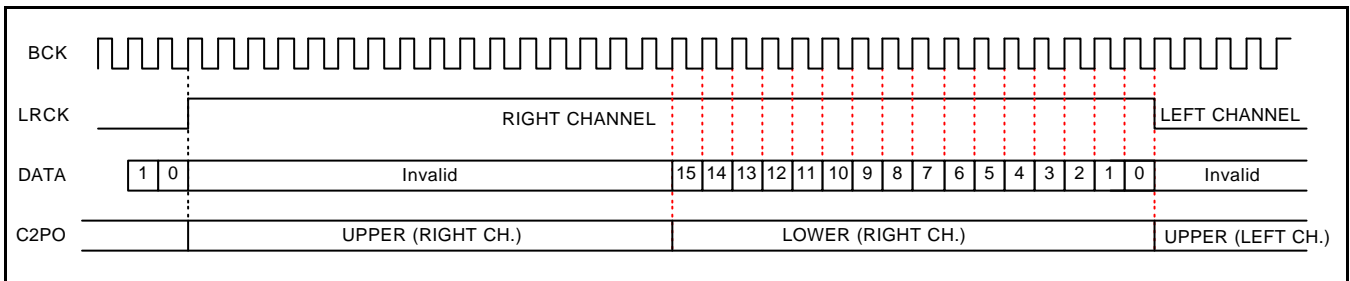 BCK
LRCK RIGHT CHANNEL LEFT CHANNEL
DATA 1 0 Invalid 15 14 13 12 11 10 9 8 7 6 5 4 3 2 1 0 Invalid
C2PO UPPER (RIGHT CH.) LOWER (RIGHT CH.) UPPER (LEFT CH.)